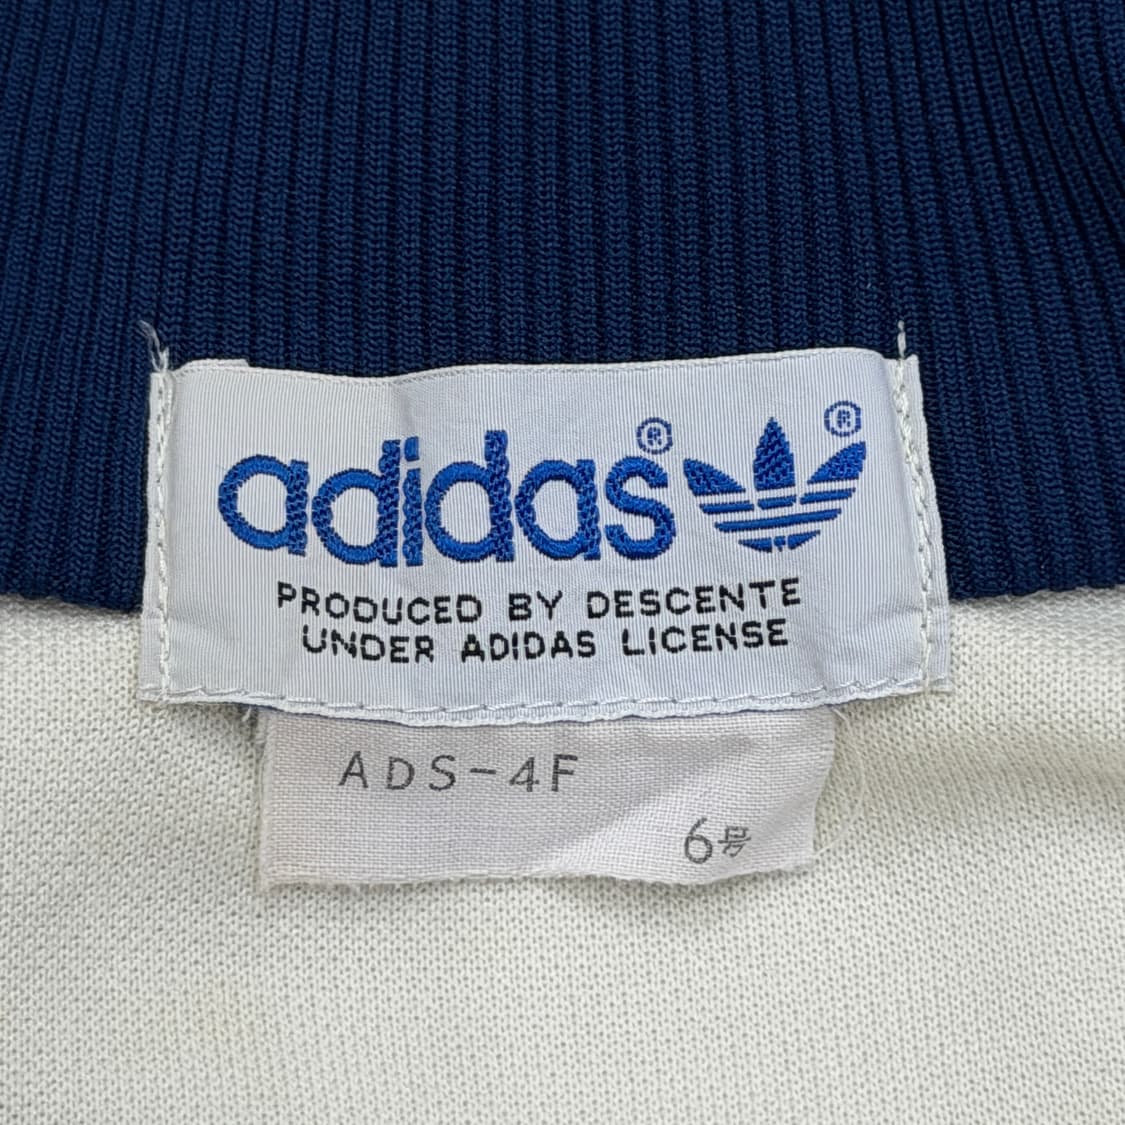 adidas® ®
PRODUCED BY DESCENTE
UNDER ADIDAS LICENSE
ADS-4F
6号